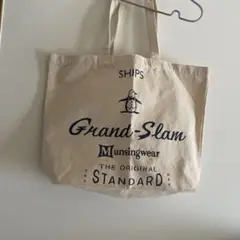 SHIPS
Grand-Slam
Munsingwear
THE ORIGINAL
STANDARD